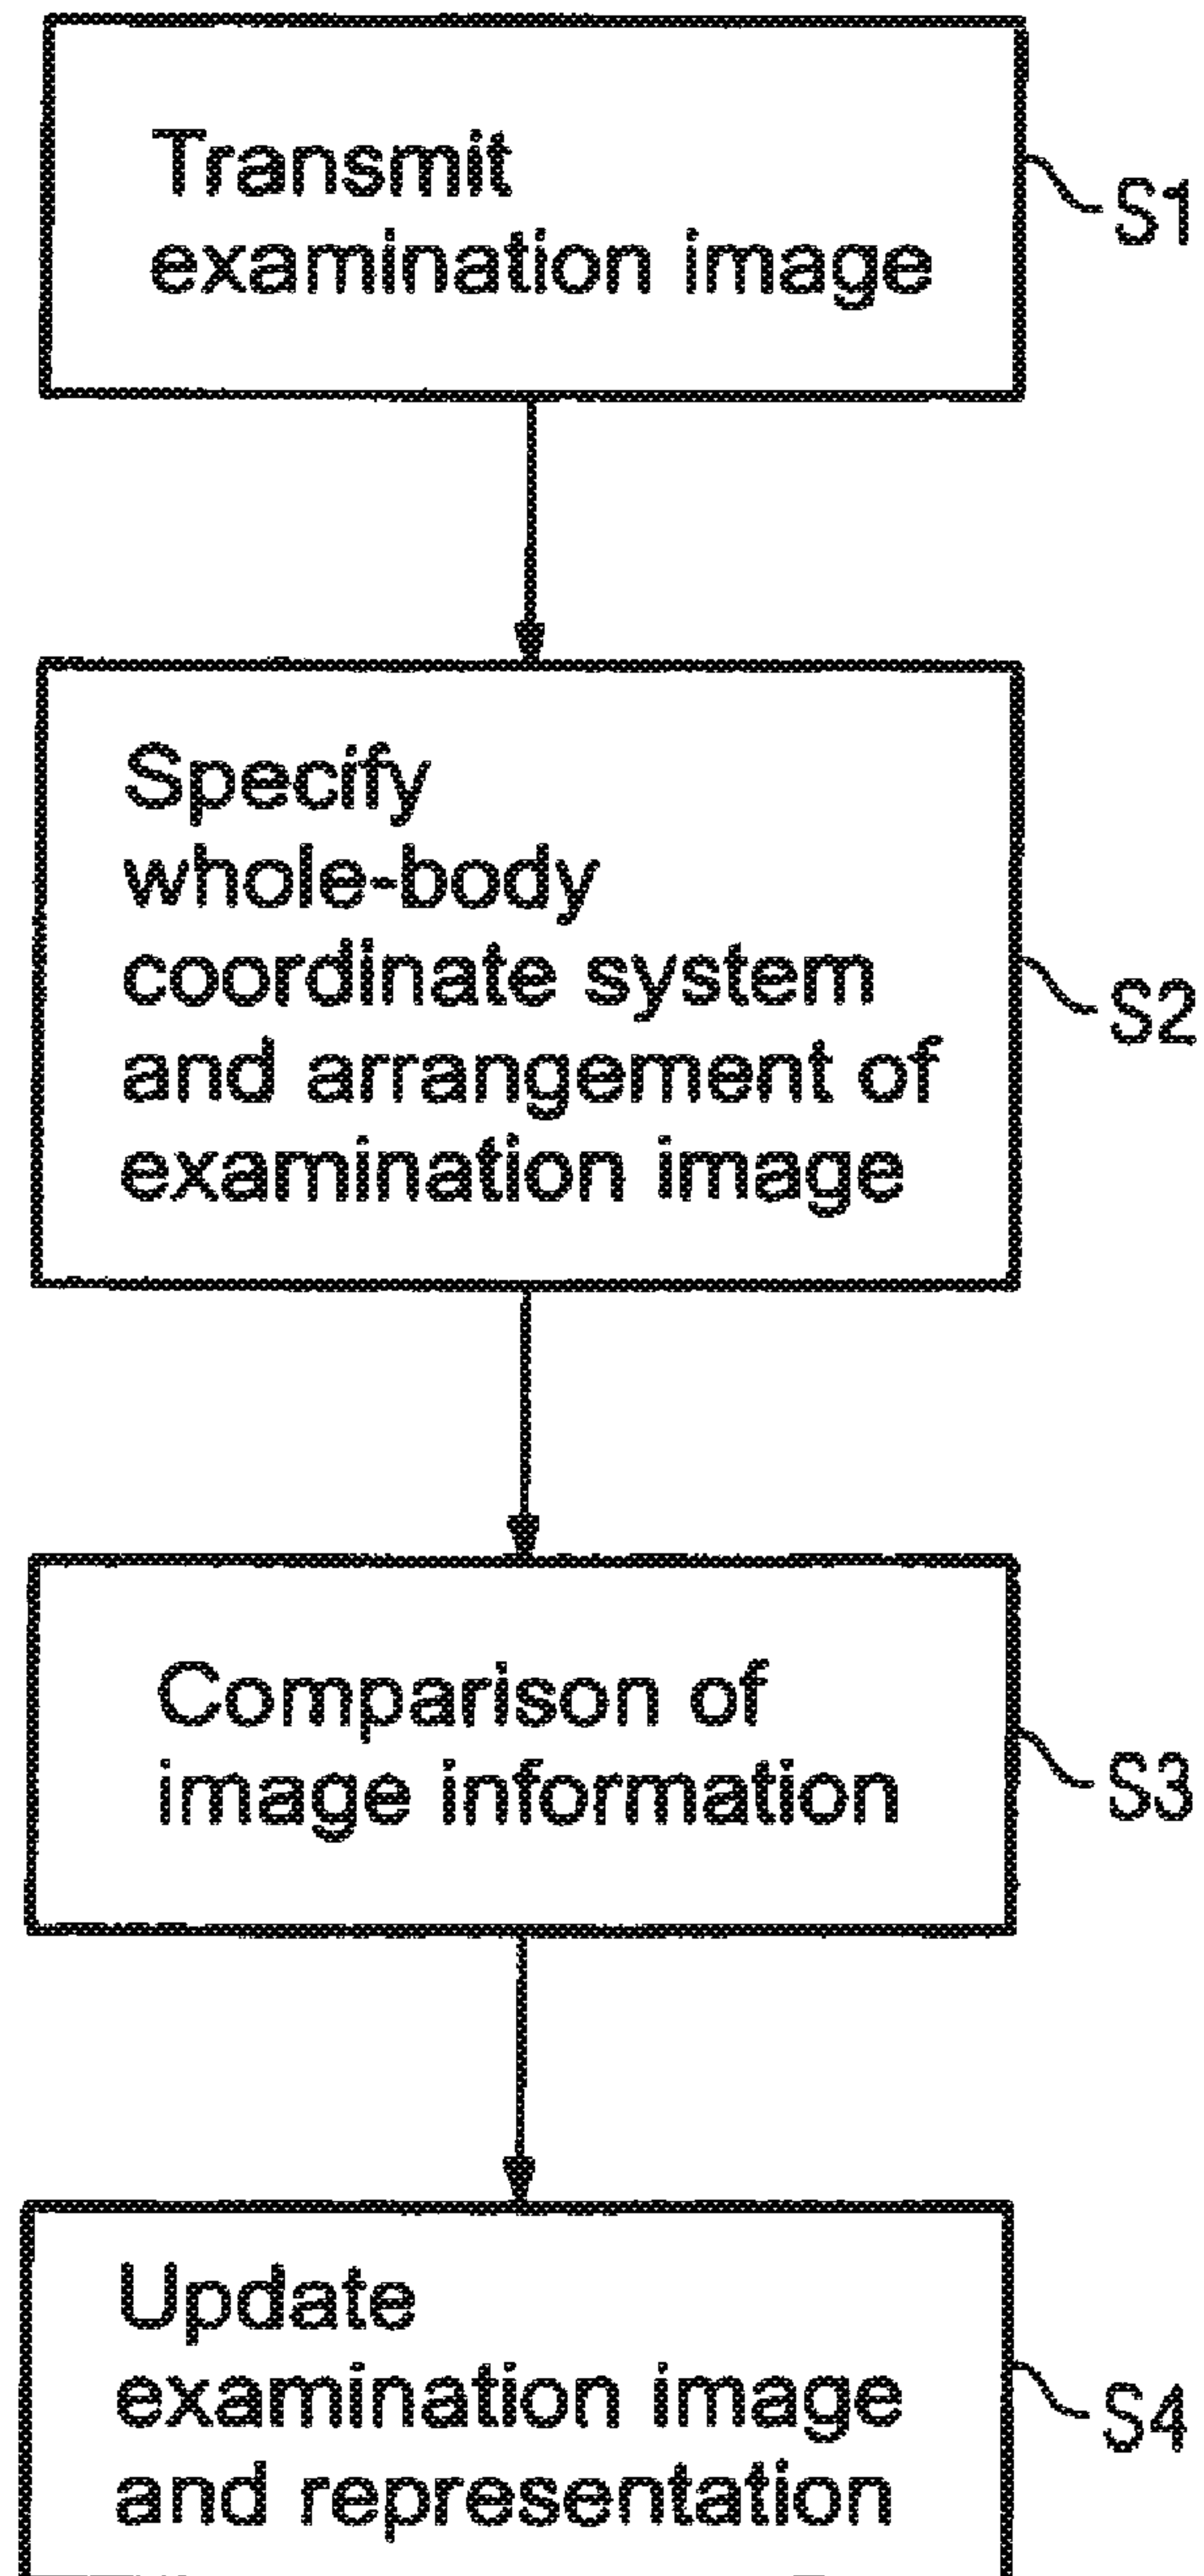 Transmit
examination image
S1
Specify
whole-body
coordinate system
and arrangement of
examination image
S2
Comparison of
image information
S3
Update
examination image
and representation
S4